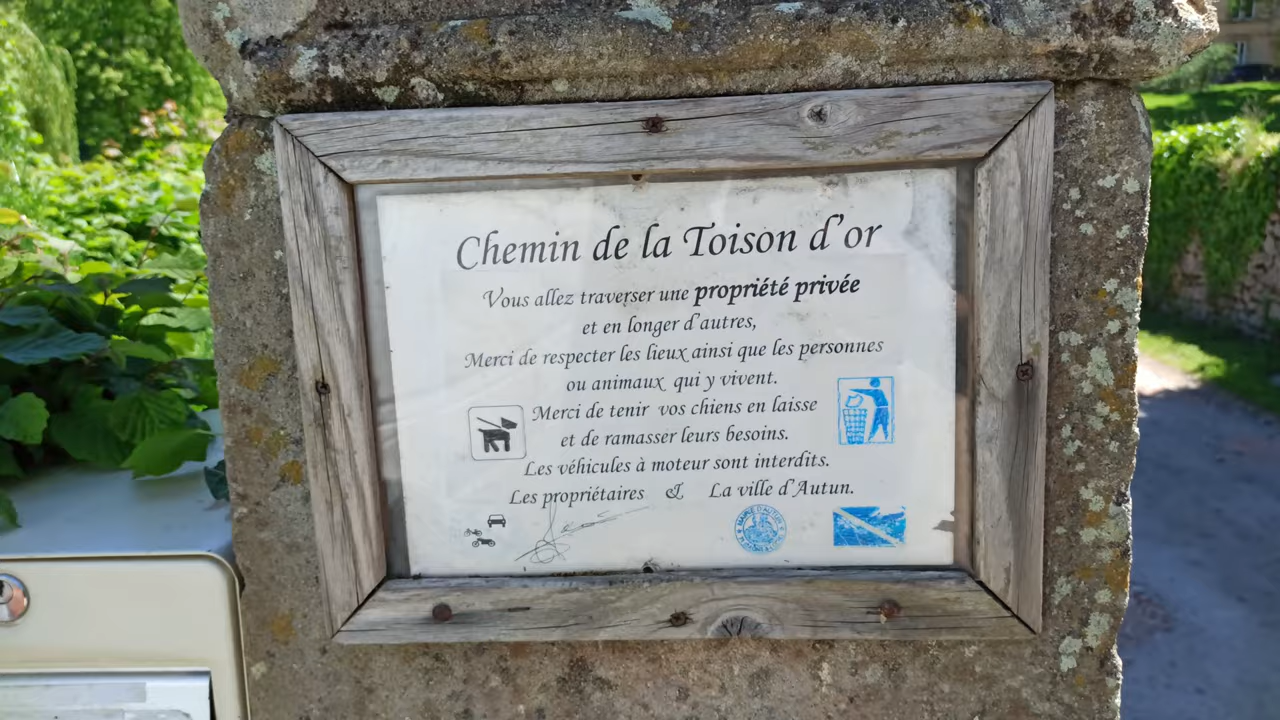 Chemin de la Toison d'or
Vous allez traverser une propriété privée
et en longer d'autres,
Merci de respecter les lieux ainsi que les personnes
ou animaux qui y vivent.
Merci de tenir vos chiens en laisse
et de ramasser leurs besoins.
Les véhicules à moteur sont interdits.
Les propriétaires & La ville d'Autun.
MAIRIE D'AUTUN